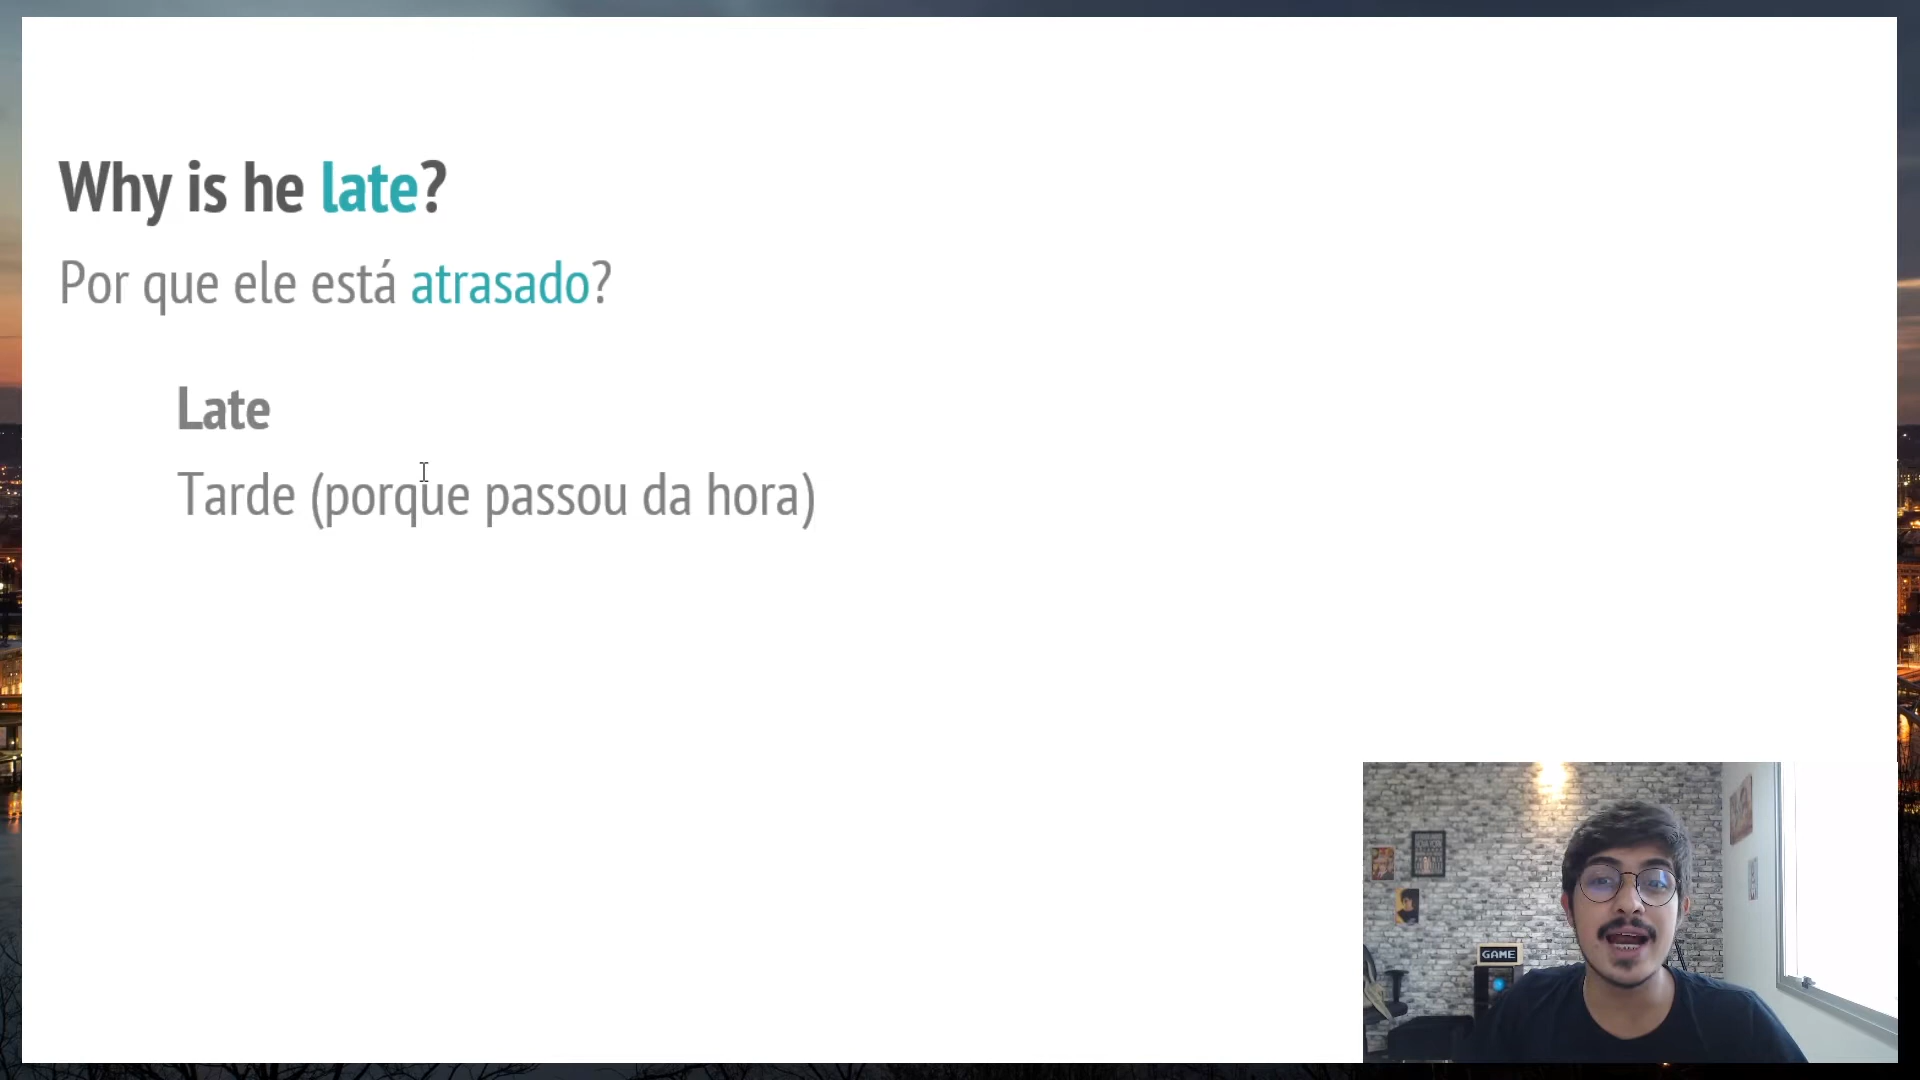 Why is he late?
Por que ele está atrasado?
Late
Tarde (porque passou da hora)
GAME